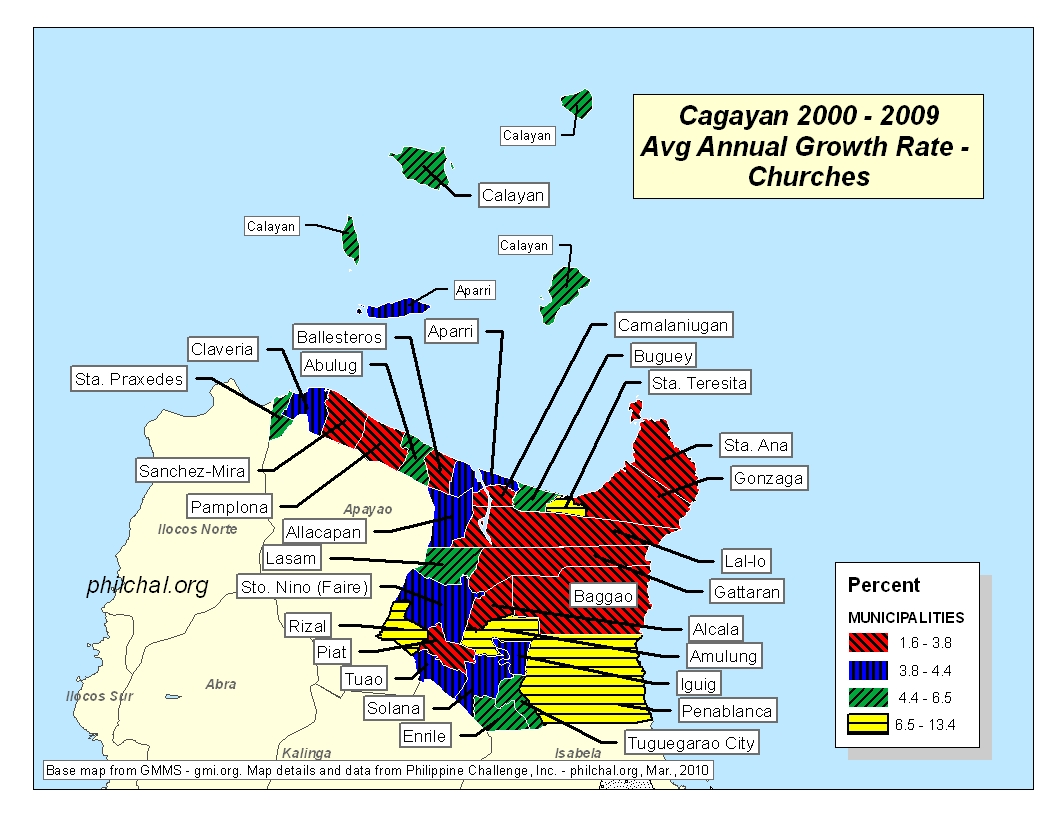 Cagayan 2000 - 2009
Avg Annual Growth Rate -
Churches
Calayan
Calayan
Calayan
Calayan
Aparri
Camalaniugan
Ballesteros
Aparri
Claveria
Buguey
Abulug
Sta. Praxedes
Sta. Teresita
Sta. Ana
Sanchez-Mira
Gonzaga
Pamplona
Apayao
Ilocos Norte
Allacapan
Lasam
Lal-lo
philchal.org
Sto. Nino (Faire)
Gattaran
Baggao
Rizal
Alcala
Piat
Amulung
Tuao
Iguig
Abra
Ilocos Sur
Solana
Penablanca
Enrile
Tuguegarao City
Kalinga
Isabela
Percent
MUNICIPALITIES
1.6 - 3.8
3.8 - 4.4
4.4 - 6.5
6.5 - 13.4
Base map from GMMS - gmi.org. Map details and data from Philippine Challenge, Inc. - philchal.org, Mar., 2010